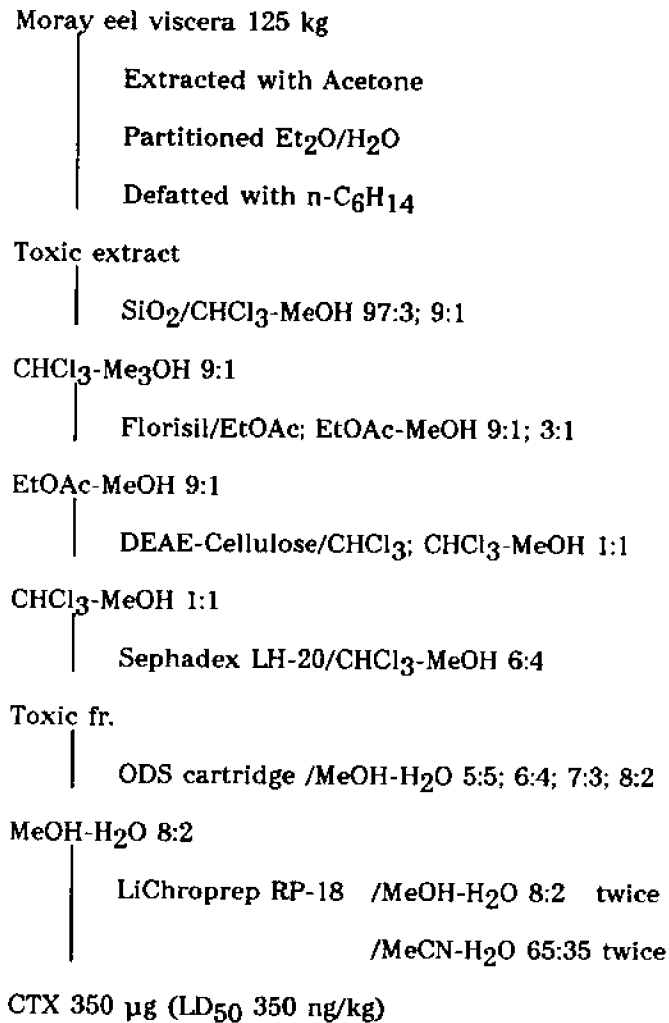 Moray eel viscera 125 kg
Extracted with Acetone
Partitioned Et2O/H2O
Defatted with n-C6H14
Toxic extract
SiO2/CHCl3-MeOH 97:3; 9:1
CHCl3-Me3OH 9:1
Florisil/EtOAc; EtOAc-MeOH 9:1; 3:1
EtOAc-MeOH 9:1
DEAE-Cellulose/CHCl3; CHCl3-MeOH 1:1
CHCl3-MeOH 1:1
Sephadex LH-20/CHCl3-MeOH 6:4
Toxic fr.
ODS cartridge /MeOH-H2O 5:5; 6:4; 7:3; 8:2
MeOH-H2O 8:2
LiChroprep RP-18 /MeOH-H2O 8:2 twice
/MeCN-H2O 65:35 twice
CTX 350 µg (LD50 350 ng/kg)